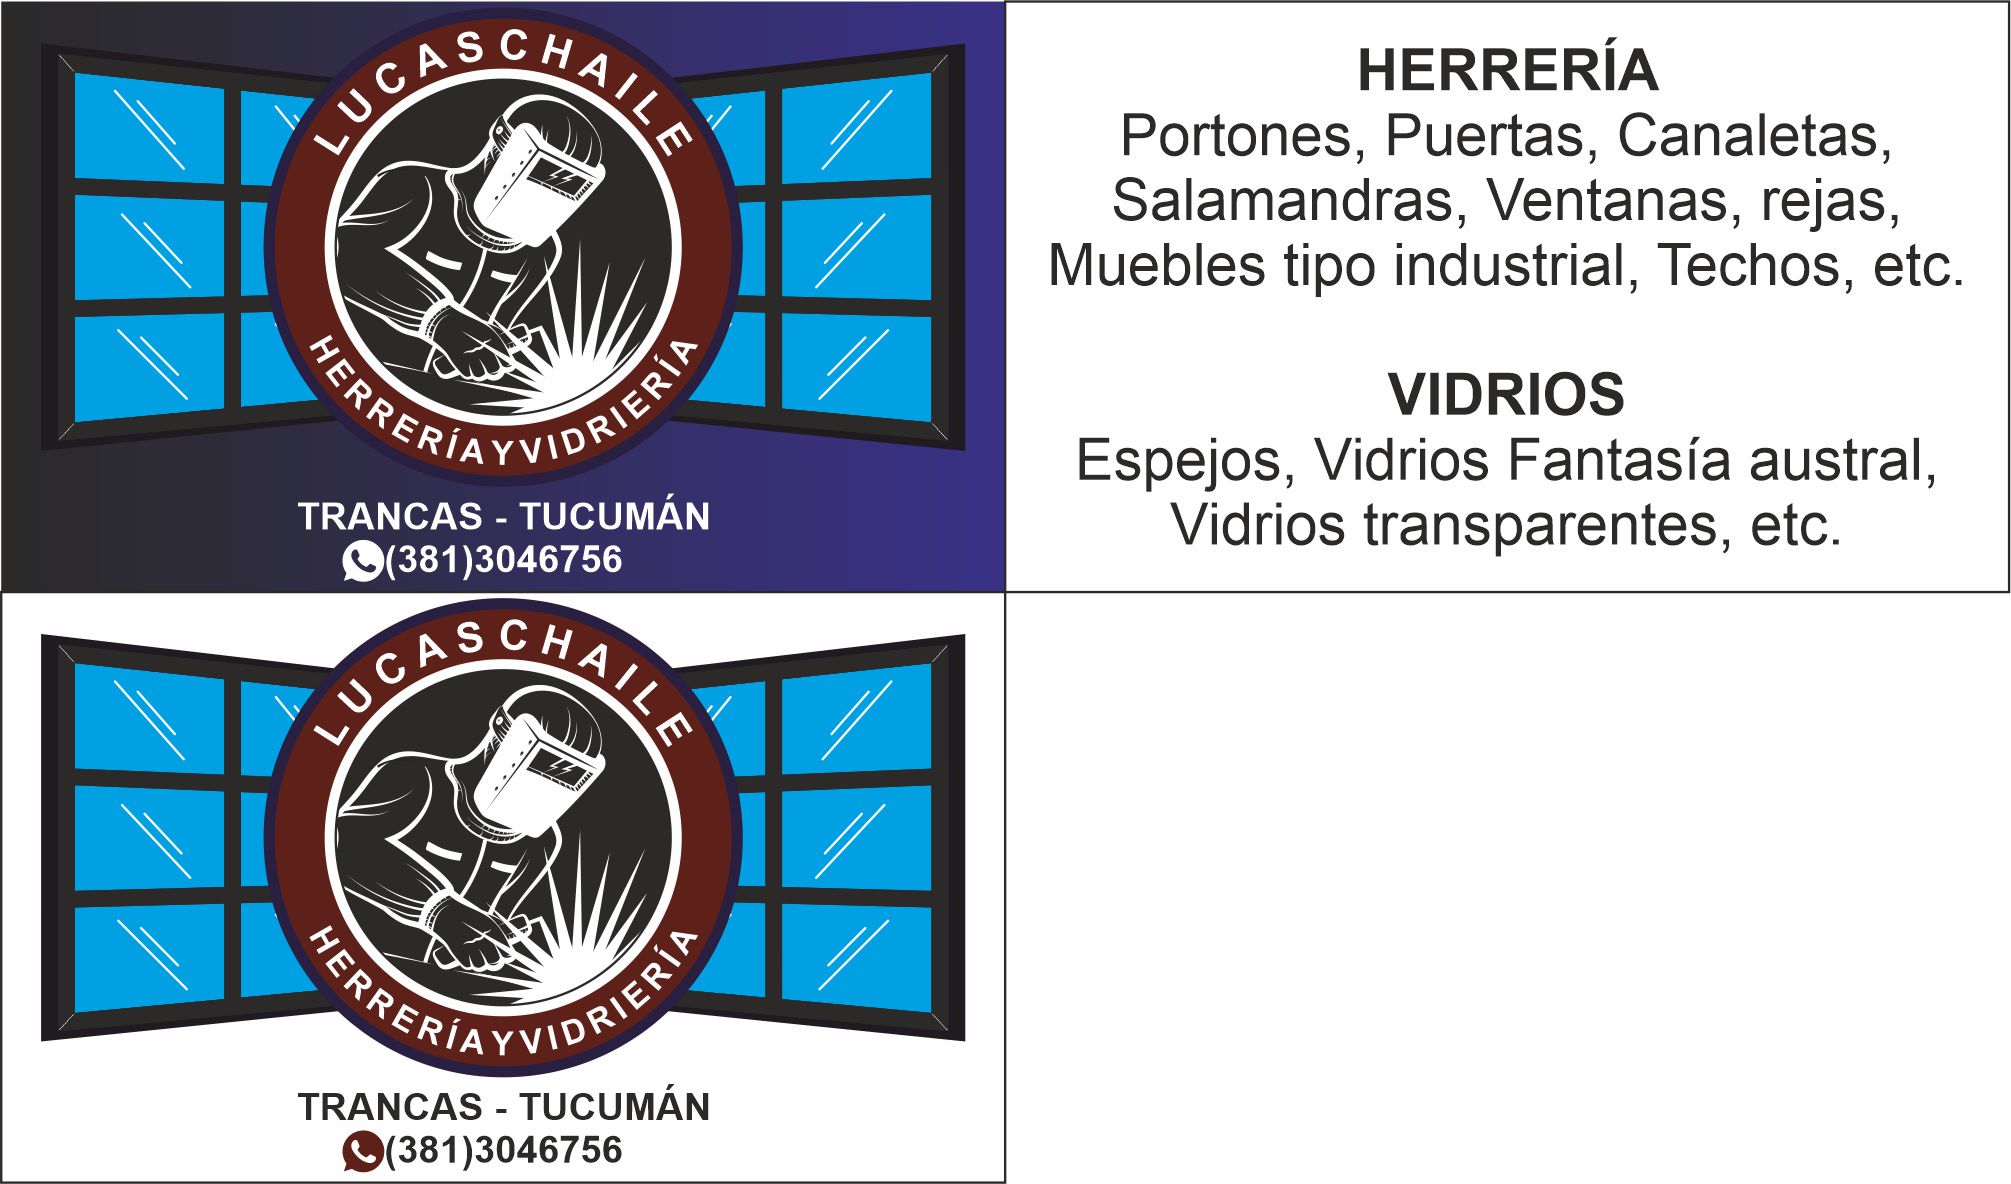 LUCASCHAILE
HERRERÍAYVIDRIERÍA
TRANCAS - TUCUMÁN
(381)3046756
HERRERÍA
Portones, Puertas, Canaletas,
Salamandras, Ventanas, rejas,
Muebles tipo industrial, Techos, etc.
VIDRIOS
Espejos, Vidrios Fantasía austral,
Vidrios transparentes, etc.
LUCASCHAILE
HERRERÍAYVIDRIERÍA
TRANCAS - TUCUMÁN
(381)3046756